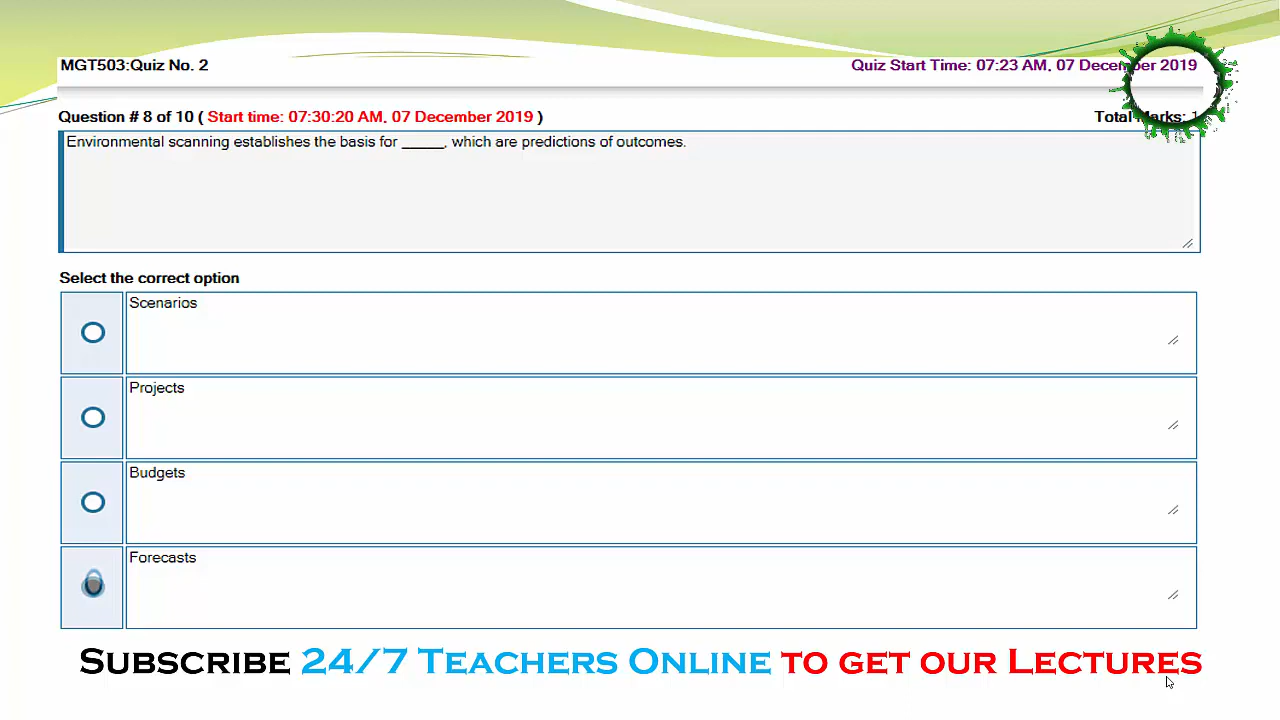 MGT503:Quiz No. 2
Quiz Start Time: 07:23 AM, 07 December 2019
Question # 8 of 10 ( Start time: 07:30:20 AM, 07 December 2019 )
Total Marks: 1
Environmental scanning establishes the basis for _____, which are predictions of outcomes.
Select the correct option
Scenarios
Projects
Budgets
Forecasts
Subscribe 24/7 Teachers Online to get our Lectures